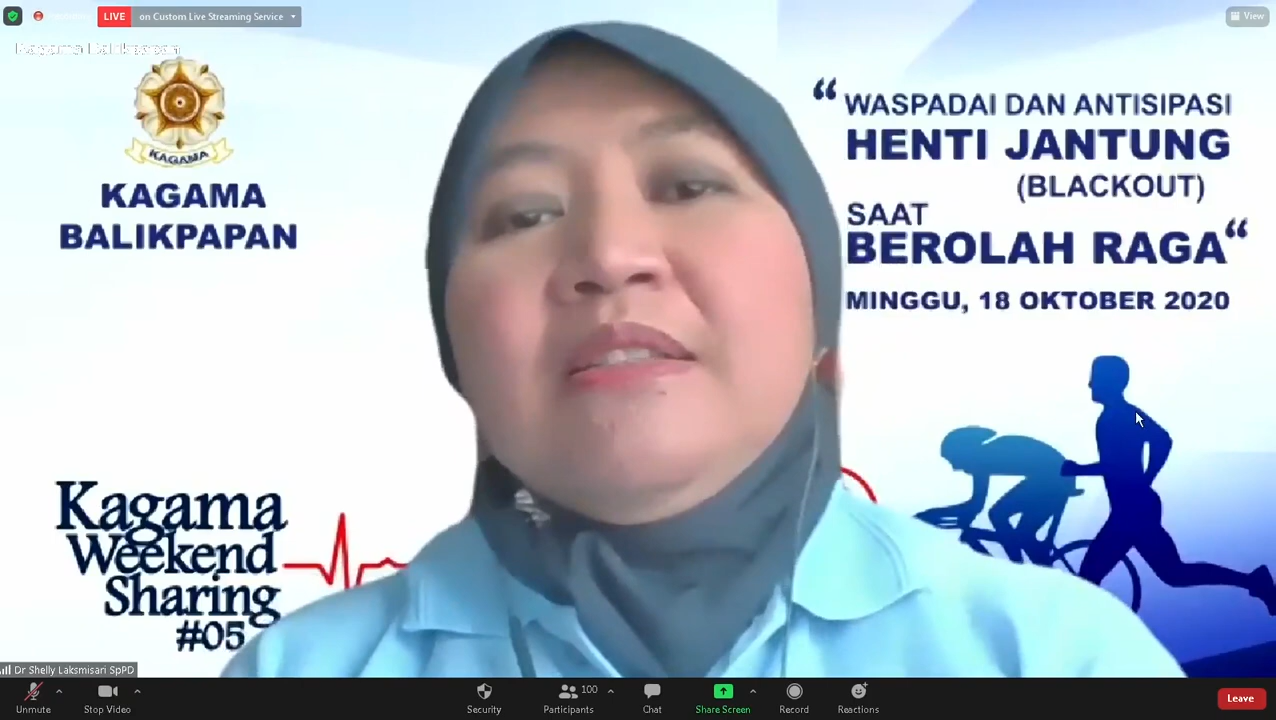 LIVE
on Custom Live Streaming Service
View
Kagama Balikpapan
KAGAMA
KAGAMA
BALIKPAPAN
“ WASPADAI DAN ANTISIPASI
HENTI JANTUNG
(BLACKOUT)
SAAT
BEROLAH RAGA“
MINGGU, 18 OKTOBER 2020
Kagama
Weekend
Sharing
#05
Dr Shelly Laksmisari SpPD
Unmute
Stop Video
Security
Participants
100
Chat
Share Screen
Record
Reactions
Leave